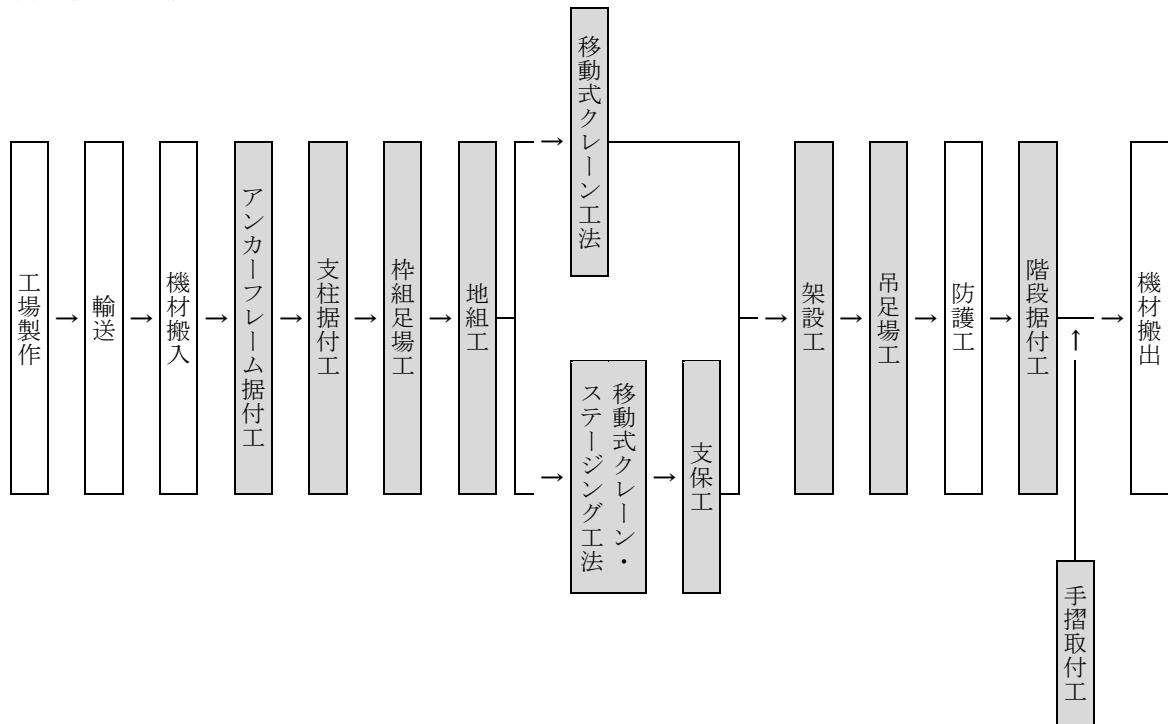 工場製作
→
輸送
→
機材搬入
→
アンカーフレーム据付工
→
支柱据付工
→
枠組足場工
→
地組工
→
移動式クレーン工法
→
移動式クレーン・
ステージング工法
→
支保工
→
架設工
→
吊足場工
→
防護工
→
階段据付工
↑
手摺取付工
→
機材搬出